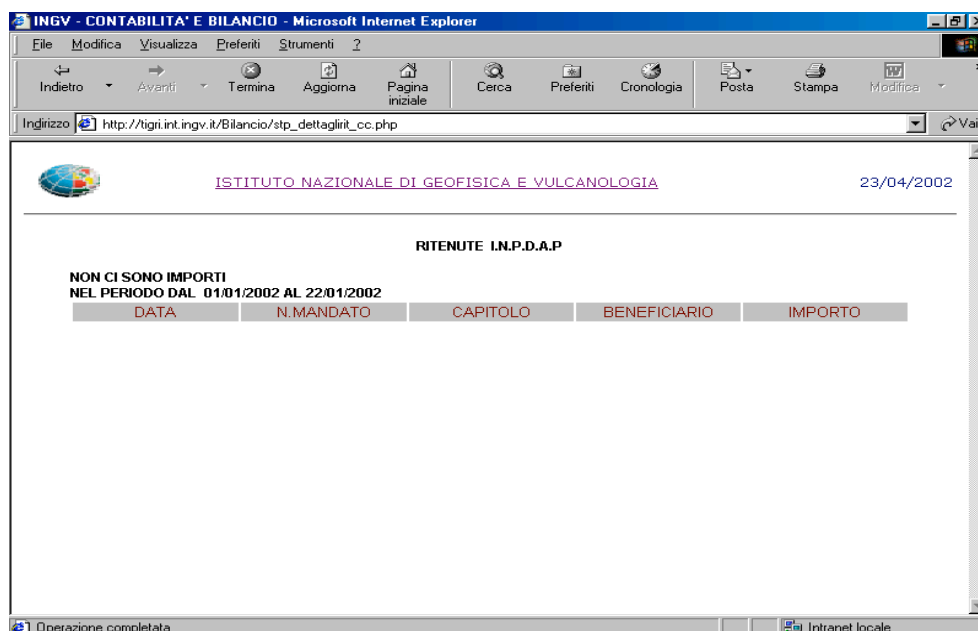 INGV - CONTABILITA' E BILANCIO - Microsoft Internet Explorer
File Modifica Visualizza Preferiti Strumenti ?
Indietro Avanti Termina Aggiorna Pagina iniziale Cerca Preferiti Cronologia Posta Stampa Modifica
Indirizzo http://tigri.int.ingv.it/Bilancio/stp_dettaglirit_cc.php Vai
ISTITUTO NAZIONALE DI GEOFISICA E VULCANOLOGIA 23/04/2002
RITENUTE I.N.P.D.A.P
NON CI SONO IMPORTI
NEL PERIODO DAL 01/01/2002 AL 22/01/2002
DATA N.MANDATO CAPITOLO BENEFICIARIO IMPORTO
Operazione completata Intranet locale